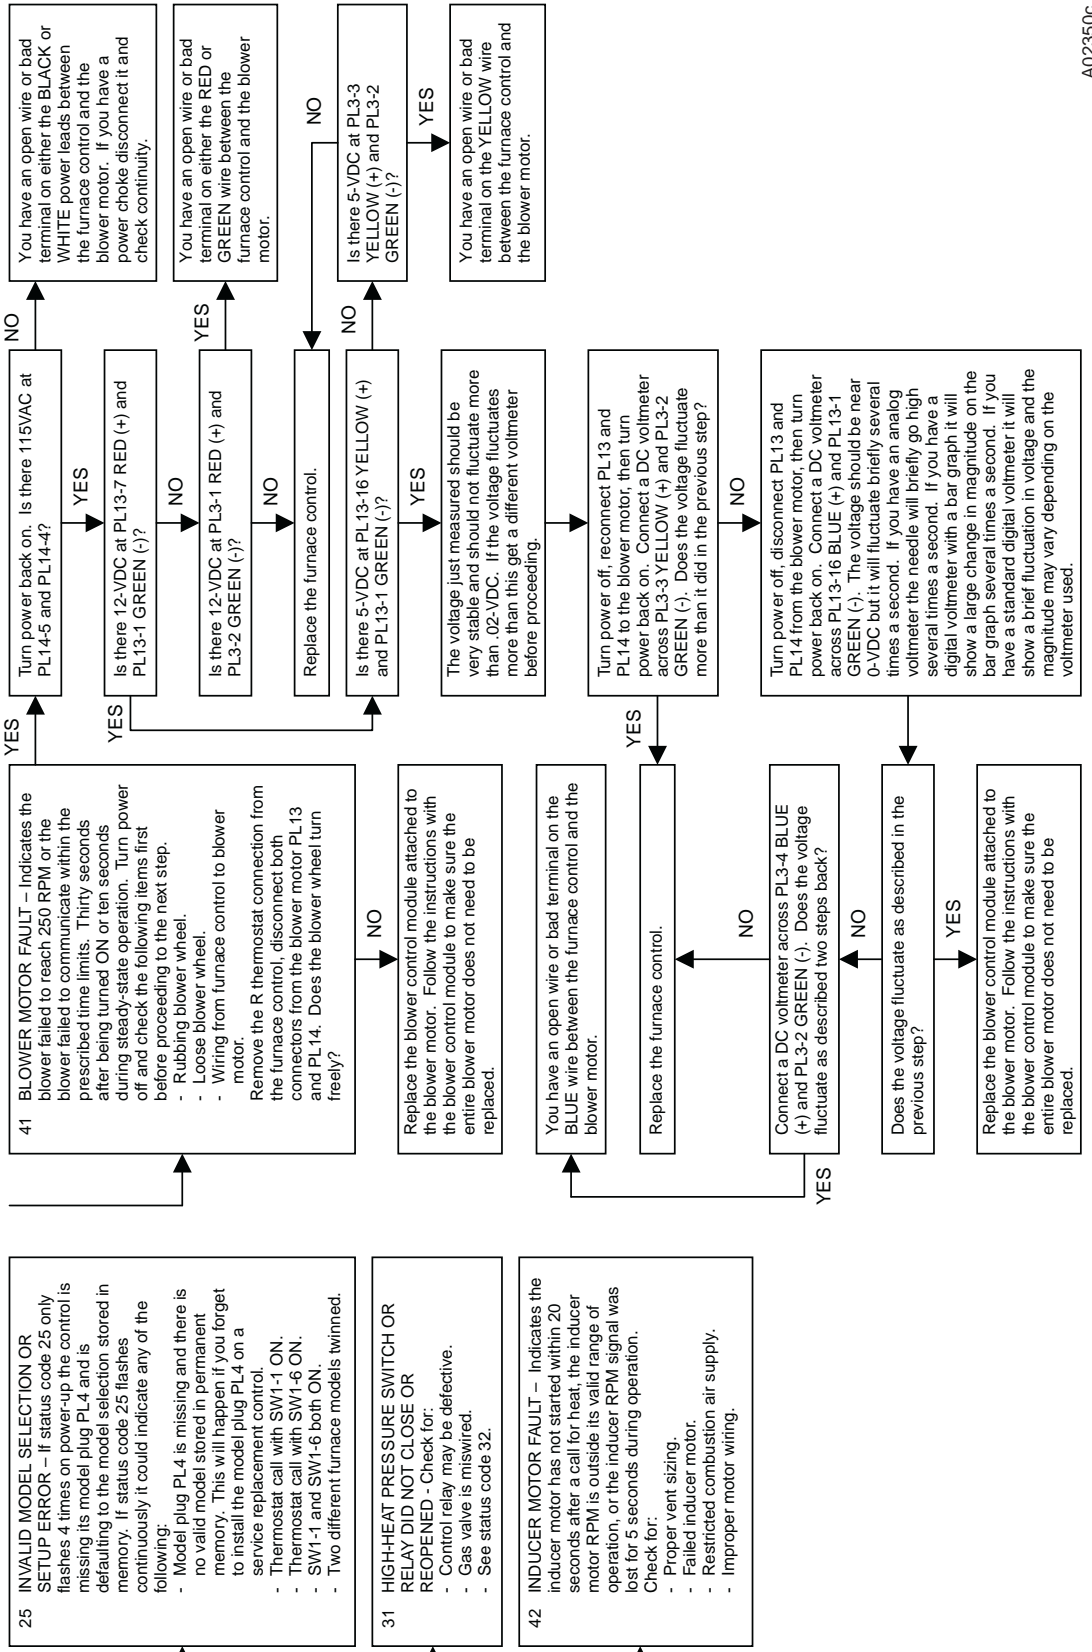 25 INVALID MODEL SELECTION OR
SETUP ERROR – If status code 25 only
flashes 4 times on power-up the control is
missing its model plug PL4 and is
defaulting to the model selection stored in
memory. If status code 25 flashes
continuously it could indicate any of the
following:
- Model plug PL4 is missing and there is
no valid model stored in permanent
memory. This will happen if you forget
to install the model plug PL4 on a
service replacement control.
- Thermostat call with SW1-1 ON.
- Thermostat call with SW1-6 ON.
- SW1-1 and SW1-6 both ON.
- Two different furnace models twinned.
31 HIGH-HEAT PRESSURE SWITCH OR
RELAY DID NOT CLOSE OR
REOPENED - Check for:
- Control relay may be defective.
- Gas valve is miswired.
- See status code 32.
42 INDUCER MOTOR FAULT – Indicates the
inducer motor has not started within 20
seconds after a call for heat, the inducer
motor RPM is outside its valid range of
operation, or the inducer RPM signal was
lost for 5 seconds during operation.
Check for:
- Proper vent sizing.
- Failed inducer motor.
- Restricted combustion air supply.
- Improper motor wiring.
41 BLOWER MOTOR FAULT – Indicates the
blower failed to reach 250 RPM or the
blower failed to communicate within the
prescribed time limits. Thirty seconds
after being turned ON or ten seconds
during steady-state operation. Turn power
off and check the following items first
before proceeding to the next step.
- Rubbing blower wheel.
- Loose blower wheel.
- Wiring from furnace control to blower
motor.
Remove the R thermostat connection from
the furnace control, disconnect both
connectors from the blower motor PL13
and PL14. Does the blower wheel turn
freely?
YES
NO
Replace the blower control module attached to
the blower motor. Follow the instructions with
the blower control module to make sure the
entire blower motor does not need to be
replaced.
You have an open wire or bad terminal on the
BLUE wire between the furnace control and the
blower motor.
Replace the furnace control.
YES
NO
Connect a DC voltmeter across PL3-4 BLUE
(+) and PL3-2 GREEN (-). Does the voltage
fluctuate as described two steps back?
YES
NO
Does the voltage fluctuate as described in the
previous step?
YES
Replace the blower control module attached to
the blower motor. Follow the instructions with
the blower control module to make sure the
entire blower motor does not need to be
replaced.
Turn power back on. Is there 115VAC at
PL14-5 and PL14-4?
NO
YES
Is there 12-VDC at PL13-7 RED (+) and
PL13-1 GREEN (-)?
YES
NO
Is there 12-VDC at PL3-1 RED (+) and
PL3-2 GREEN (-)?
YES
NO
Replace the furnace control.
Is there 5-VDC at PL13-16 YELLOW (+)
and PL13-1 GREEN (-)?
NO
YES
The voltage just measured should be
very stable and should not fluctuate more
than .02-VDC. If the voltage fluctuates
more than this get a different voltmeter
before proceeding.
Turn power off, reconnect PL13 and
PL14 to the blower motor, then turn
power back on. Connect a DC voltmeter
across PL3-3 YELLOW (+) and PL3-2
GREEN (-). Does the voltage fluctuate
more than it did in the previous step?
NO
Turn power off, disconnect PL13 and
PL14 from the blower motor, then turn
power back on. Connect a DC voltmeter
across PL13-16 BLUE (+) and PL13-1
GREEN (-). The voltage should be near
0-VDC but it will fluctuate briefly several
times a second. If you have an analog
voltmeter the needle will briefly go high
several times a second. If you have a
digital voltmeter with a bar graph it will
show a large change in magnitude on the
bar graph several times a second. If you
have a standard digital voltmeter it will
show a brief fluctuation in voltage and the
magnitude may vary depending on the
voltmeter used.
You have an open wire or bad
terminal on either the BLACK or
WHITE power leads between
the furnace control and the
blower motor. If you have a
power choke disconnect it and
check continuity.
You have an open wire or bad
terminal on either the RED or
GREEN wire between the
furnace control and the blower
motor.
NO
Is there 5-VDC at PL3-3
YELLOW (+) and PL3-2
GREEN (-)?
YES
You have an open wire or bad
terminal on the YELLOW wire
between the furnace control and
the blower motor.
A02350c